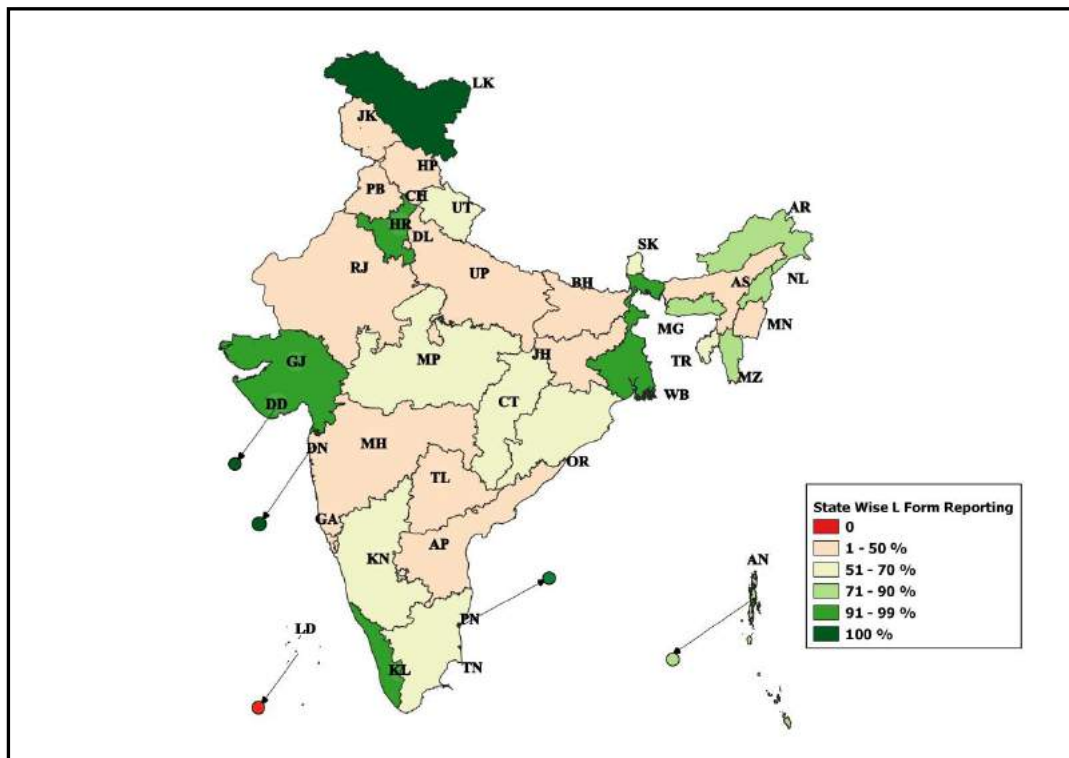 LK
JK
HP
PB
CH
UT
HR
DL
AR
SK
RJ
UP
BH
AS
NL
MG
MN
GJ
MP
JH
TR
MZ
CT
WB
DD
DN
MH
OR
TL
GA
AP
KN
AN
PN
LD
KL
TN
State Wise L Form Reporting
0
1 - 50 %
51 - 70 %
71 - 90 %
91 - 99 %
100 %